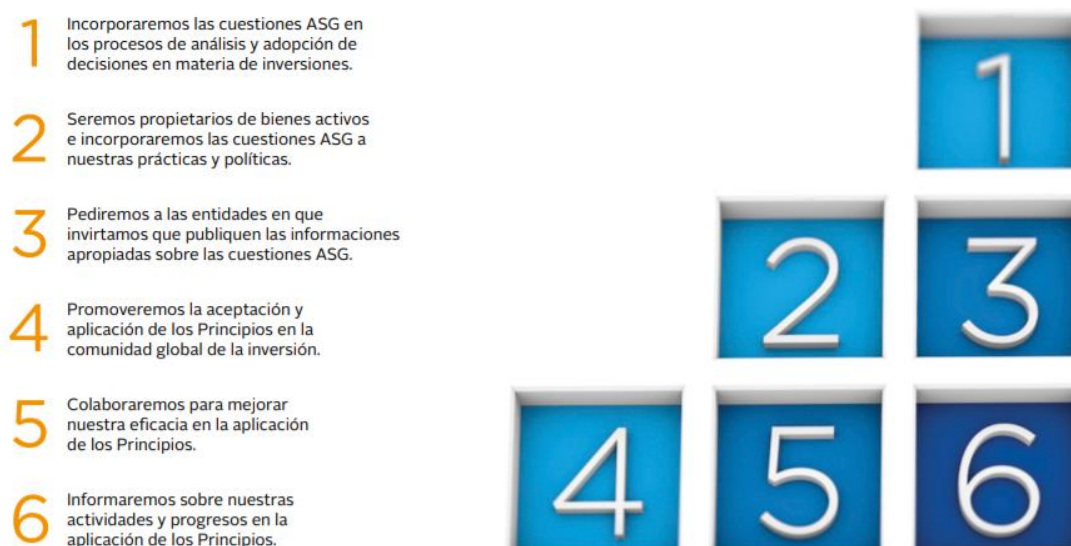 1
Incorporaremos las cuestiones ASG en
los procesos de análisis y adopción de
decisiones en materia de inversiones.
2
Seremos propietarios de bienes activos
e incorporaremos las cuestiones ASG a
nuestras prácticas y políticas.
3
Pediremos a las entidades en que
invirtamos que publiquen las informaciones
apropiadas sobre las cuestiones ASG.
4
Promoveremos la aceptación y
aplicación de los Principios en la
comunidad global de la inversión.
5
Colaboraremos para mejorar
nuestra eficacia en la aplicación
de los Principios.
6
Informaremos sobre nuestras
actividades y progresos en la
aplicación de los Principios.
1
2 3
4 5 6